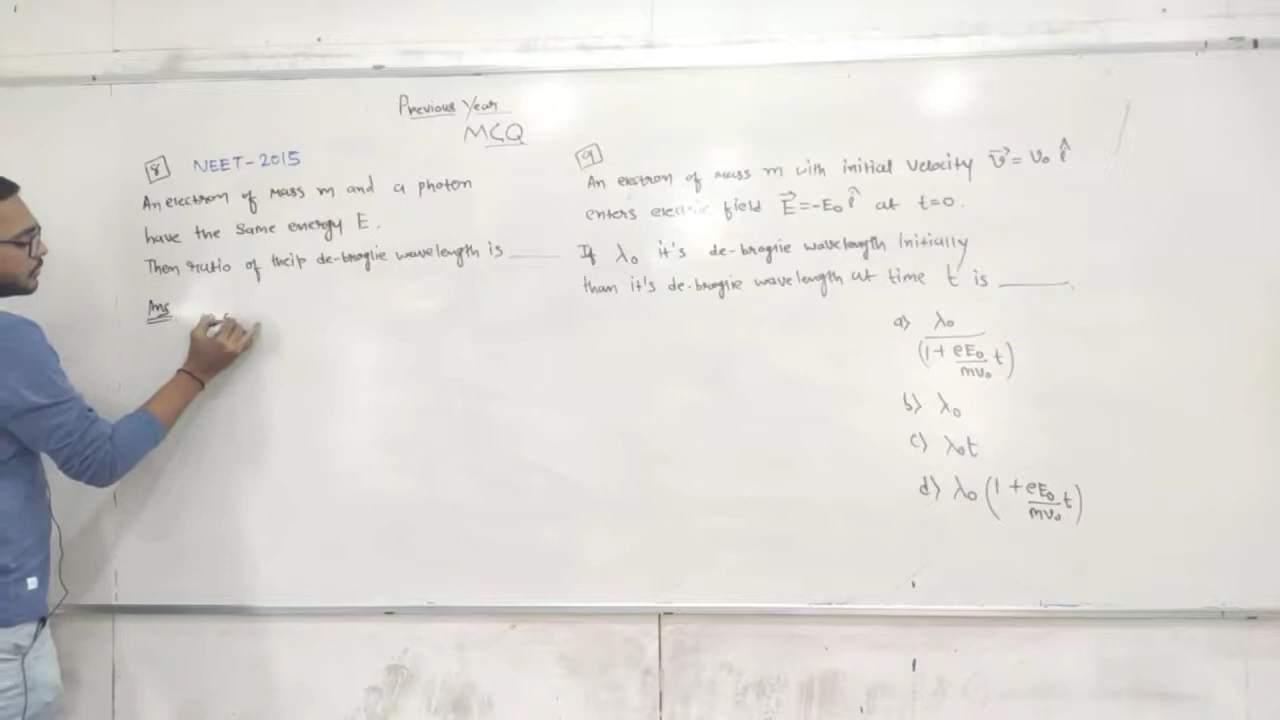 Previous Year
MCQ
8 NEET-2015
An electron of mass m and a photon
have the same energy E.
Then ratio of their de-broglie wavelength is ____
Ans
9
An electron of mass m with initial velocity v⃗ = v₀ î
enters electric field E⃗ = -E₀ î at t=0.
If λ₀ it's de-broglie wavelength initially
than it's de-broglie wavelength at time t is ____.
a) λ₀ / (1 + eE₀/mv₀ t)
b) λ₀
c) λ₀t
d) λ₀ (1 + eE₀/mv₀ t)